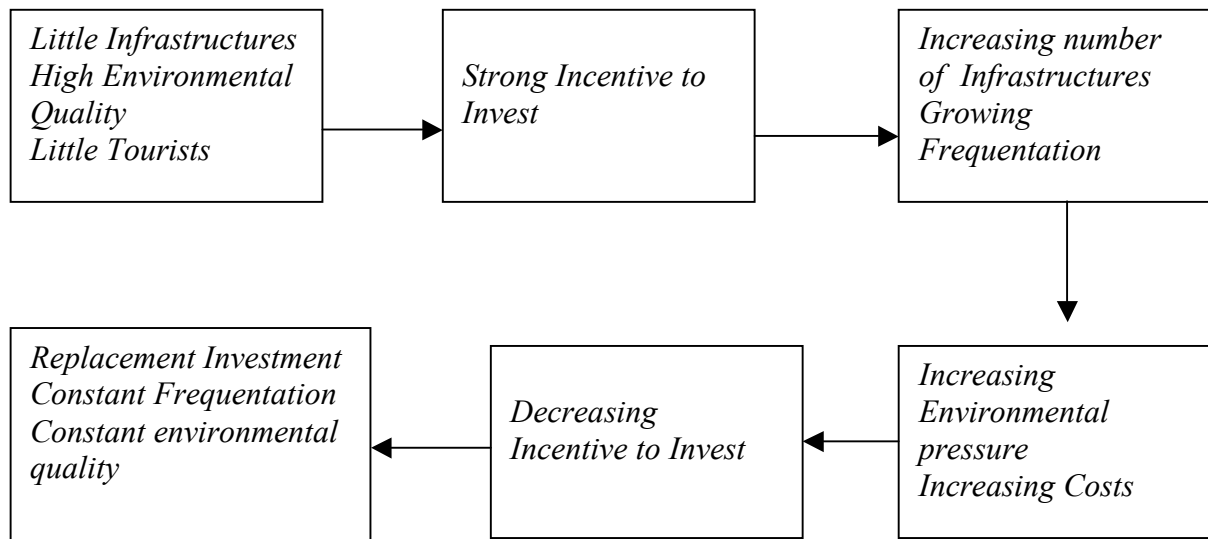 Little Infrastructures
High Environmental
Quality
Little Tourists
Strong Incentive to
Invest
Increasing number
of Infrastructures
Growing
Frequentation
Increasing
Environmental
pressure
Increasing Costs
Decreasing
Incentive to Invest
Replacement Investment
Constant Frequentation
Constant environmental
quality